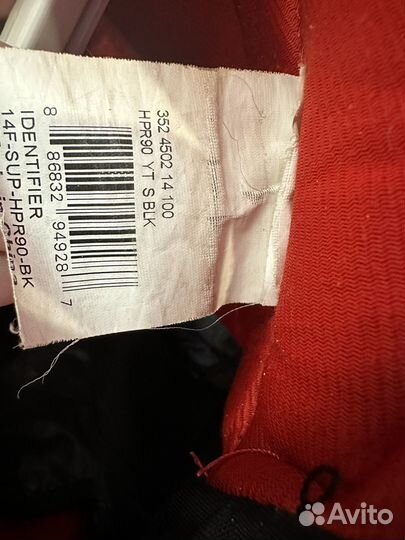 352 4502 14 100
HPR90 YT S BLK
8 86832 94928 7
IDENTIFIER
14F-SUP-HPR90-BK
Avito